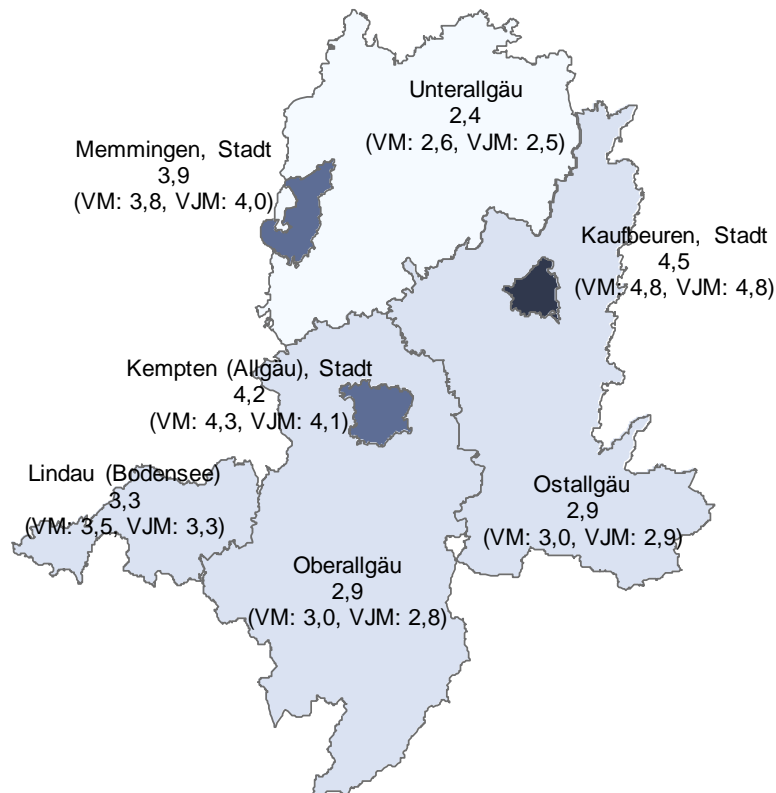 Unterallgäu
2,4
(VM: 2,6, VJM: 2,5)
Memmingen, Stadt
3,9
(VM: 3,8, VJM: 4,0)
Kaufbeuren, Stadt
4,5
(VM: 4,8, VJM: 4,8)
Kempten (Allgäu), Stadt
4,2
(VM: 4,3, VJM: 4,1)
Lindau (Bodensee)
3,3
(VM: 3,5, VJM: 3,3)
Ostallgäu
2,9
(VM: 3,0, VJM: 2,9)
Oberallgäu
2,9
(VM: 3,0, VJM: 2,8)